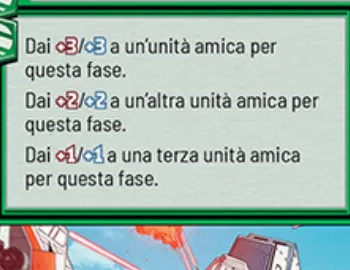 Dai +3/+3 a un'unità amica per
questa fase.
Dai +2/+2 a un'altra unità amica per
questa fase.
Dai +1/+1 a una terza unità amica
per questa fase.